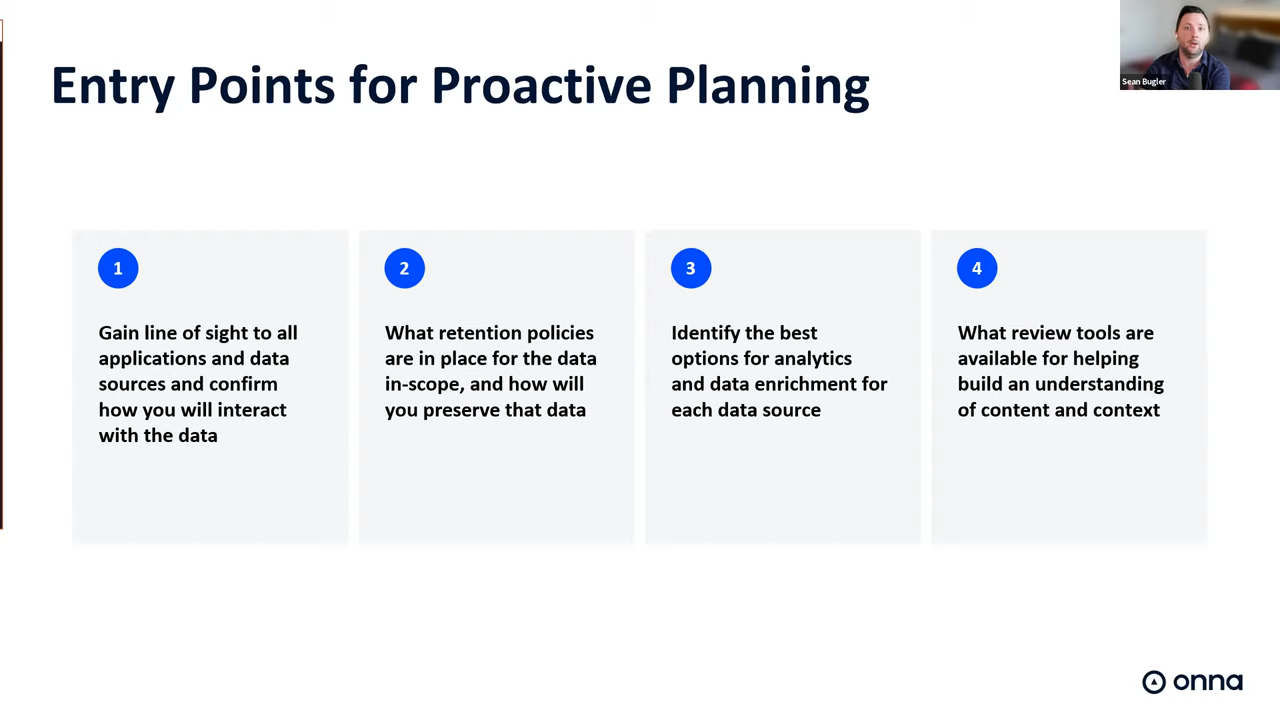 Entry Points for Proactive Planning
Sean Bugler
1
Gain line of sight to all
applications and data
sources and confirm
how you will interact
with the data
2
What retention policies
are in place for the data
in-scope, and how will
you preserve that data
3
Identify the best
options for analytics
and data enrichment for
each data source
4
What review tools are
available for helping
build an understanding
of content and context
onna